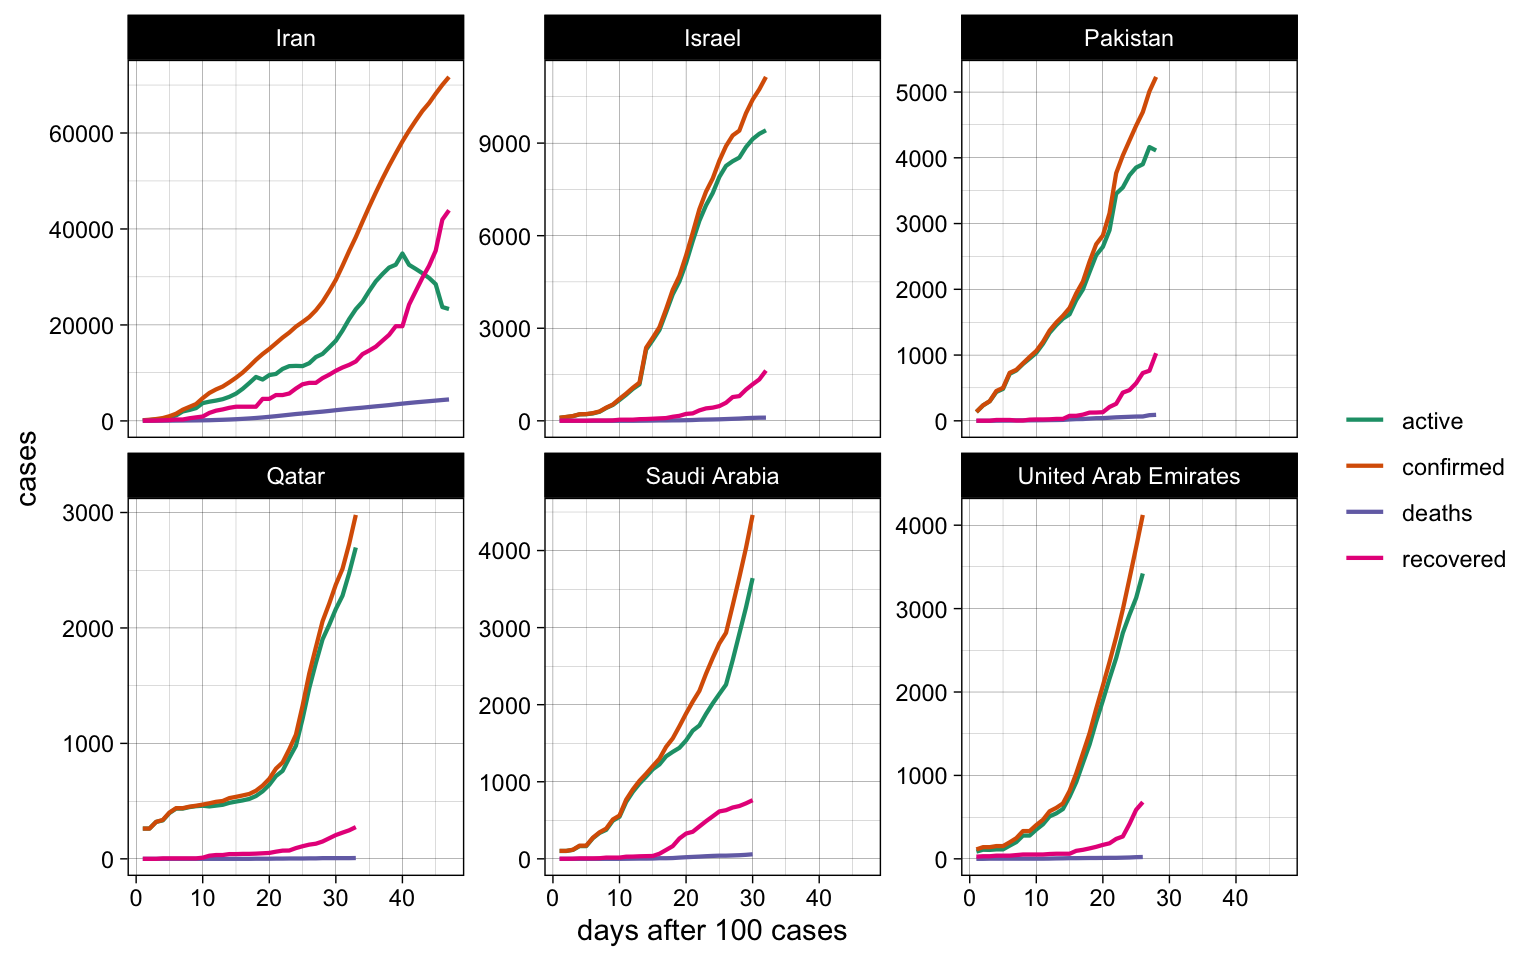 Iran
Israel
Pakistan
60000
40000
20000
0
9000
6000
3000
0
5000
4000
3000
2000
1000
0
Qatar
Saudi Arabia
United Arab Emirates
3000
2000
1000
0
4000
3000
2000
1000
0
4000
3000
2000
1000
0
0 10 20 30 40
0 10 20 30 40
0 10 20 30 40
days after 100 cases
cases
active
confirmed
deaths
recovered